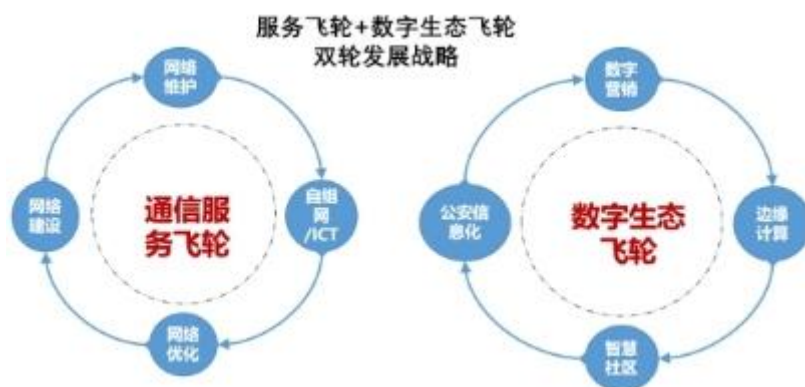 服务飞轮+数字生态飞轮
双轮发展战略
网络
维护
自组
网
/ICT
网络
优化
网络
建设
通信服
务飞轮
数字
营销
边缘
计算
智慧
社区
公安信
息化
数字生态
飞轮